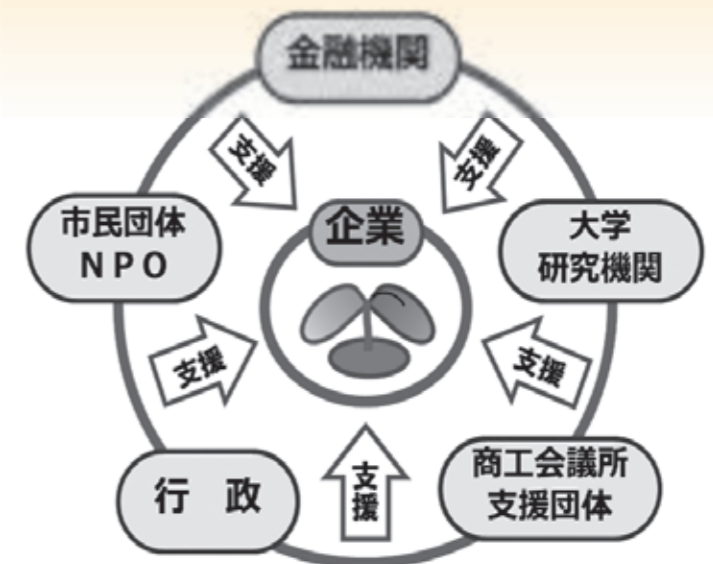 金融機関
支援
支援
市民団体
NPO
企業
大学
研究機関
支援
支援
行 政
支援
商工会議所
支援団体